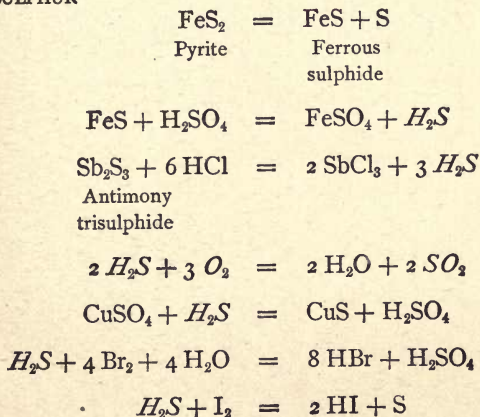 FeS₂ = FeS + S
Pyrite Ferrous
sulphide
FeS + H₂SO₄ = FeSO₄ + H₂S
Sb₂S₃ + 6 HCl = 2 SbCl₃ + 3 H₂S
Antimony
trisulphide
2 H₂S + 3 O₂ = 2 H₂O + 2 SO₂
CuSO₄ + H₂S = CuS + H₂SO₄
H₂S + 4 Br₂ + 4 H₂O = 8 HBr + H₂SO₄
H₂S + I₂ = 2 HI + S